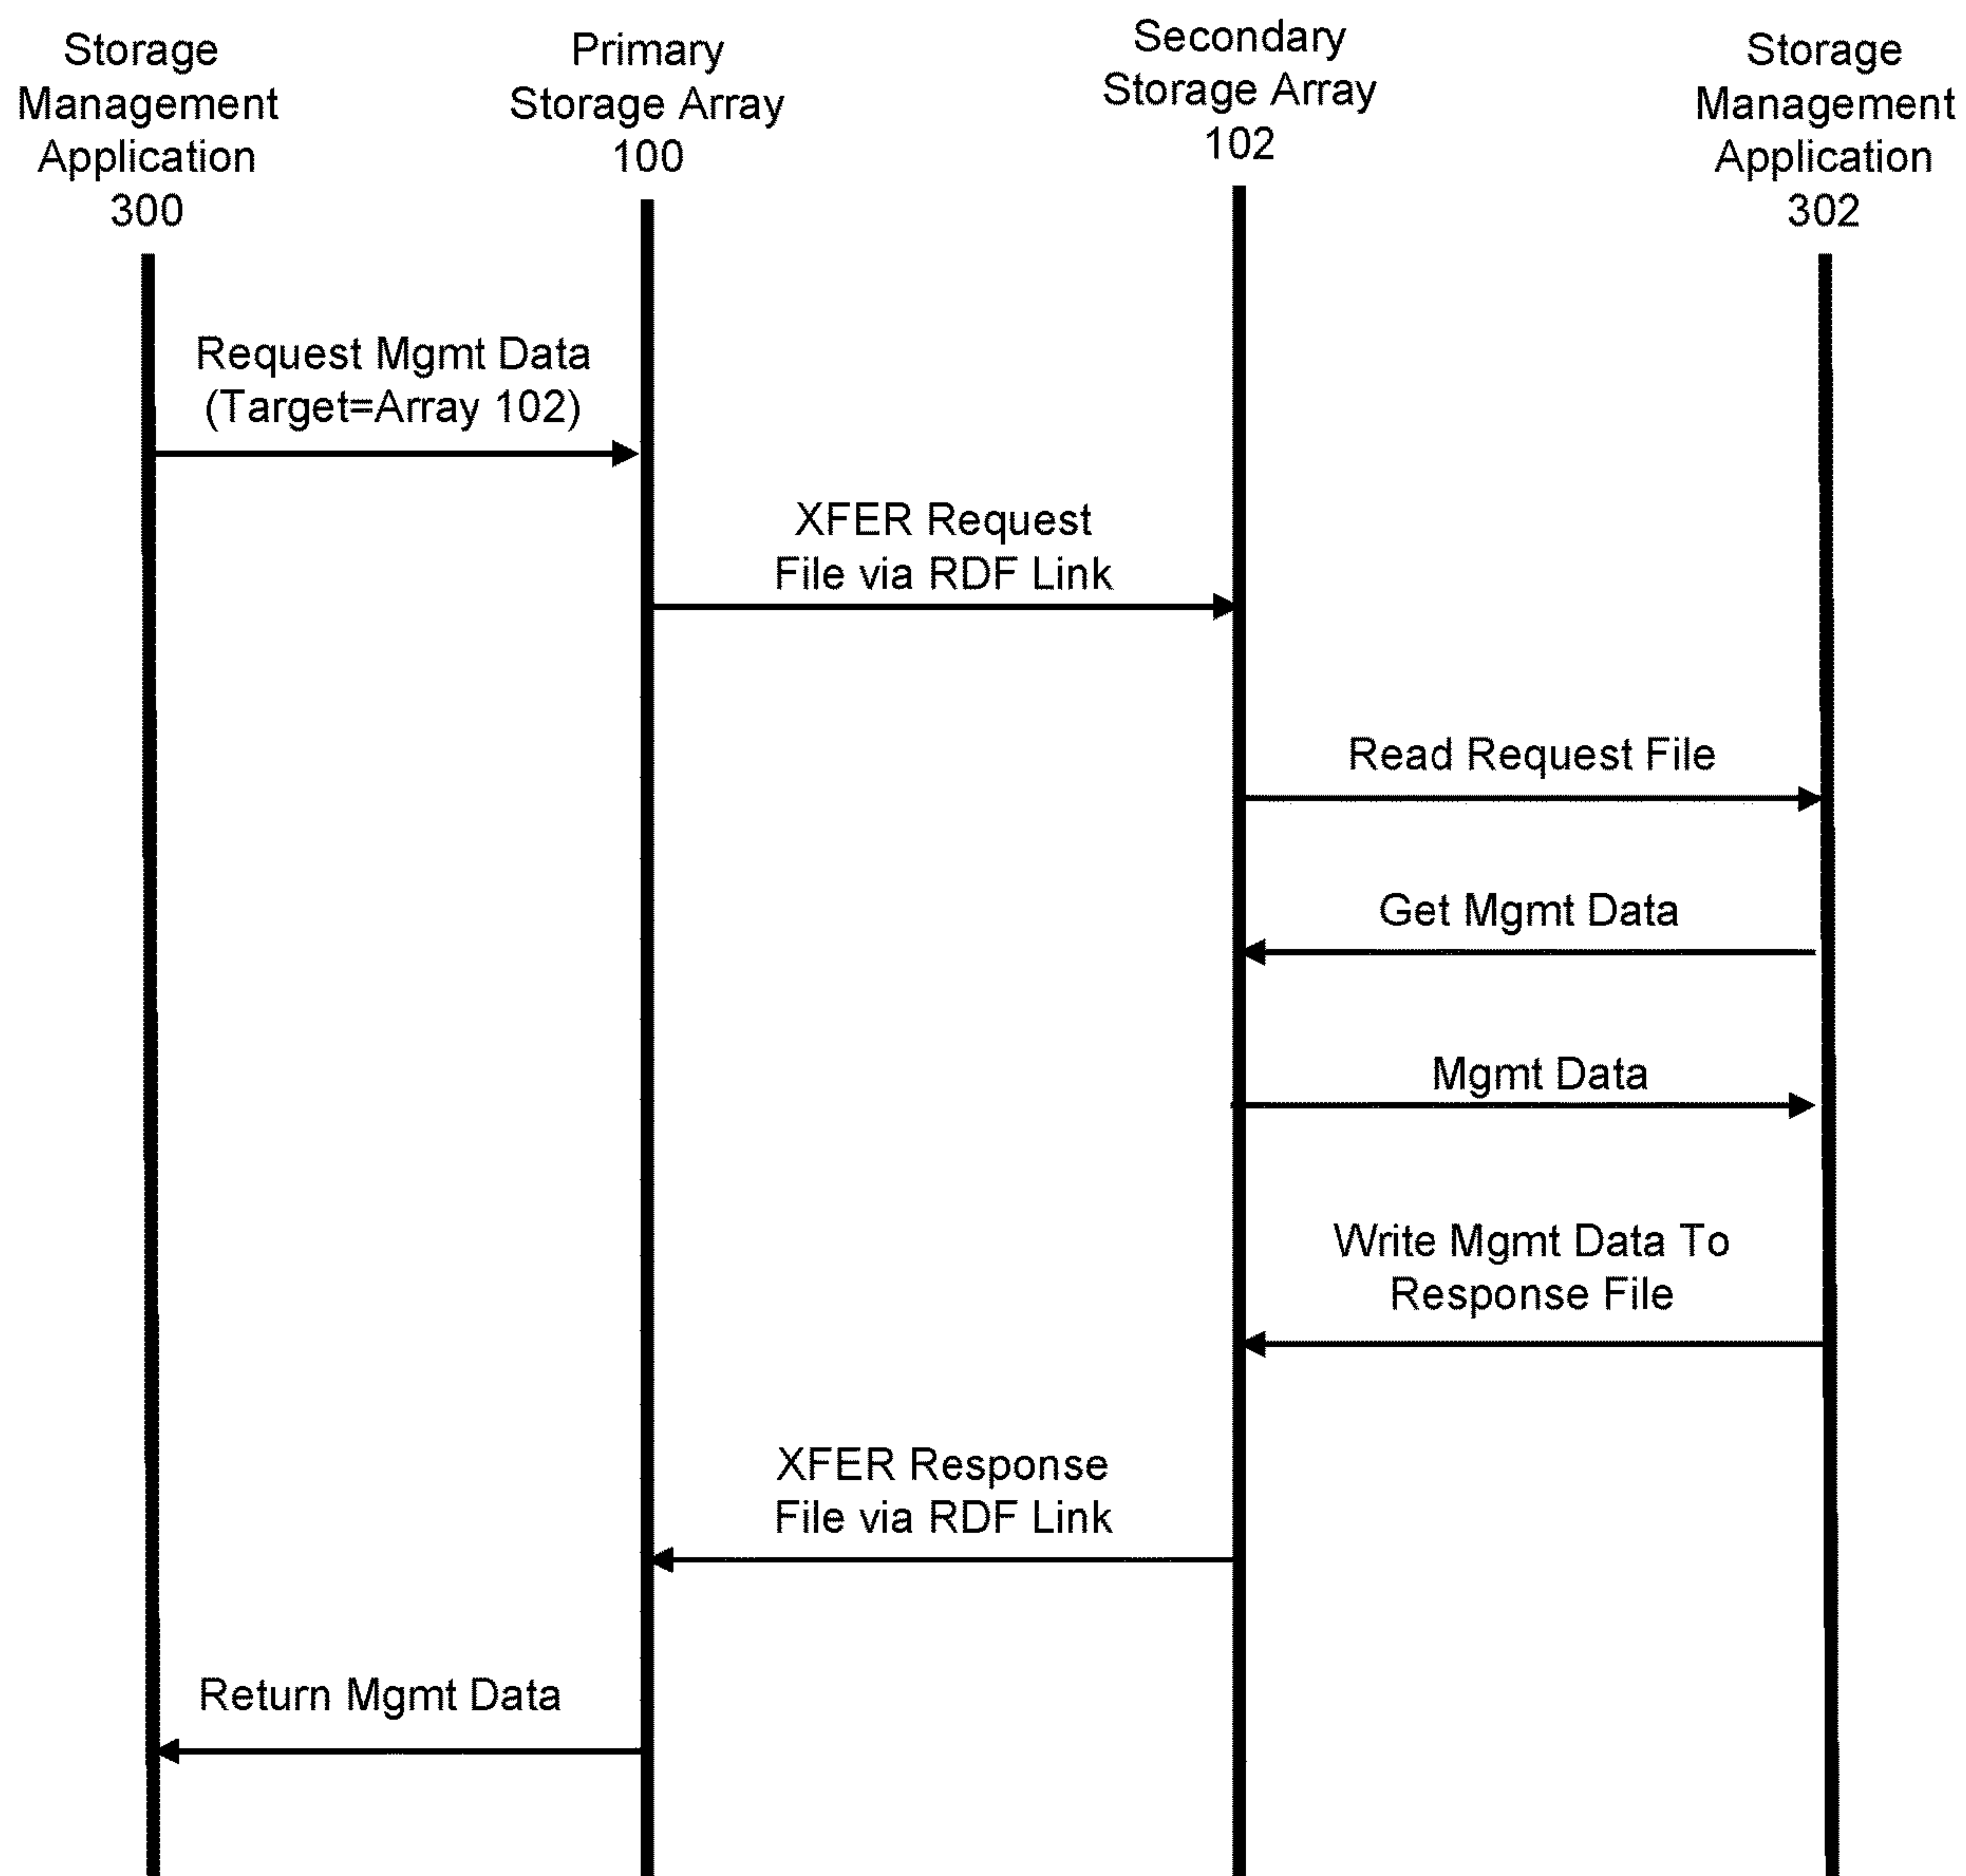 Storage
Management
Application
300
Primary
Storage Array
100
Secondary
Storage Array
102
Storage
Management
Application
302
Request Mgmt Data
(Target=Array 102)
XFER Request
File via RDF Link
Read Request File
Get Mgmt Data
Mgmt Data
Write Mgmt Data To
Response File
XFER Response
File via RDF Link
Return Mgmt Data